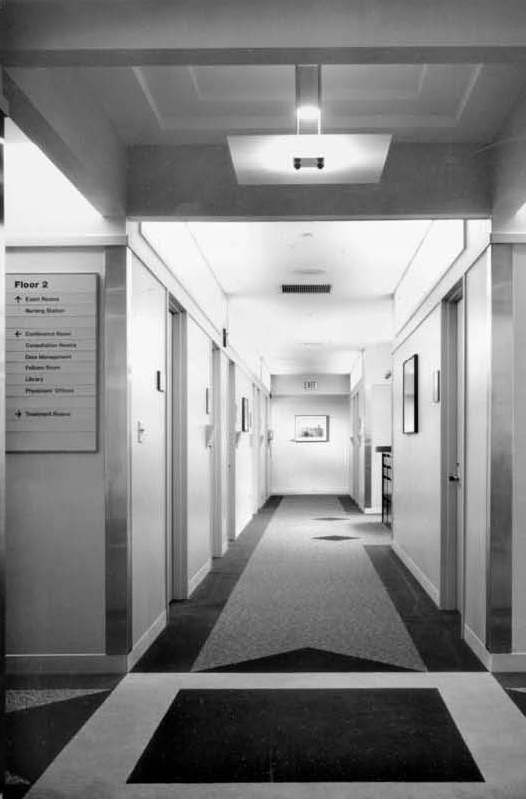 Floor 2
↑ Exam Rooms
Nursing Station
← Conference Room
Consultation Rooms
Data Management
Fellows Room
Library
Physicians' Offices
→ Treatment Rooms
EXIT